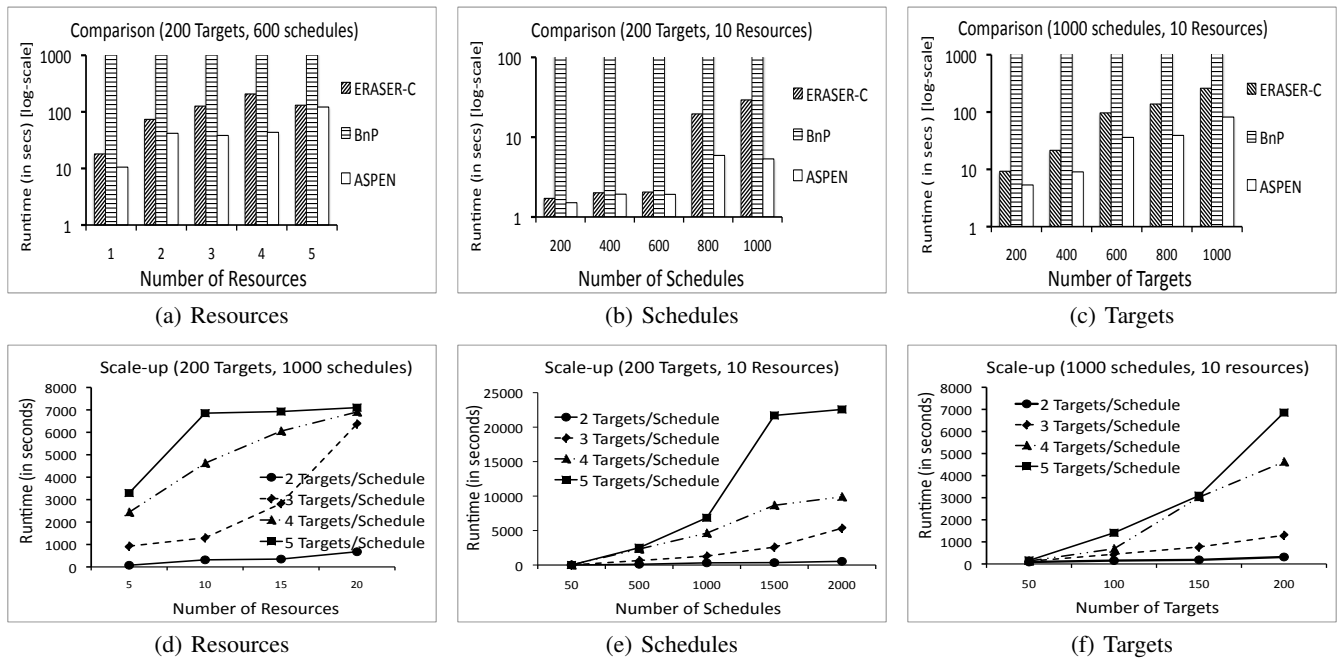 Comparison (200 Targets, 600 schedules)
Runtime (in secs) [log-scale]
1000
100
10
1
ERASER-C
BnP
ASPEN
1 2 3 4 5
Number of Resources
(a) Resources
Comparison (200 Targets, 10 Resources)
Runtime (in secs) [log-scale]
100
10
1
ERASER-C
BnP
ASPEN
200 400 600 800 1000
Number of Schedules
(b) Schedules
Comparison (1000 schedules, 10 Resources)
Runtime ( in secs ) [log-scale]
1000
100
10
1
ERASER-C
BnP
ASPEN
200 400 600 800 1000
Number of Targets
(c) Targets
Scale-up (200 Targets, 1000 schedules)
Runtime (in seconds)
8000
7000
6000
5000
4000
3000
2000
1000
0
2 Targets/Schedule
3 Targets/Schedule
4 Targets/Schedule
5 Targets/Schedule
5 10 15 20
Number of Resources
(d) Resources
Scale-up (200 Targets, 10 Resources)
Runtime (in seconds)
25000
20000
15000
10000
5000
0
2 Targets/Schedule
3 Targets/Schedule
4 Targets/Schedule
5 Targets/Schedule
50 500 1000 1500 2000
Number of Schedules
(e) Schedules
Scale-up (1000 schedules, 10 resources)
Runtime (in seconds)
8000
7000
6000
5000
4000
3000
2000
1000
0
2 Targets/Schedule
3 Targets/Schedule
4 Targets/Schedule
5 Targets/Schedule
50 100 150 200
Number of Targets
(f) Targets